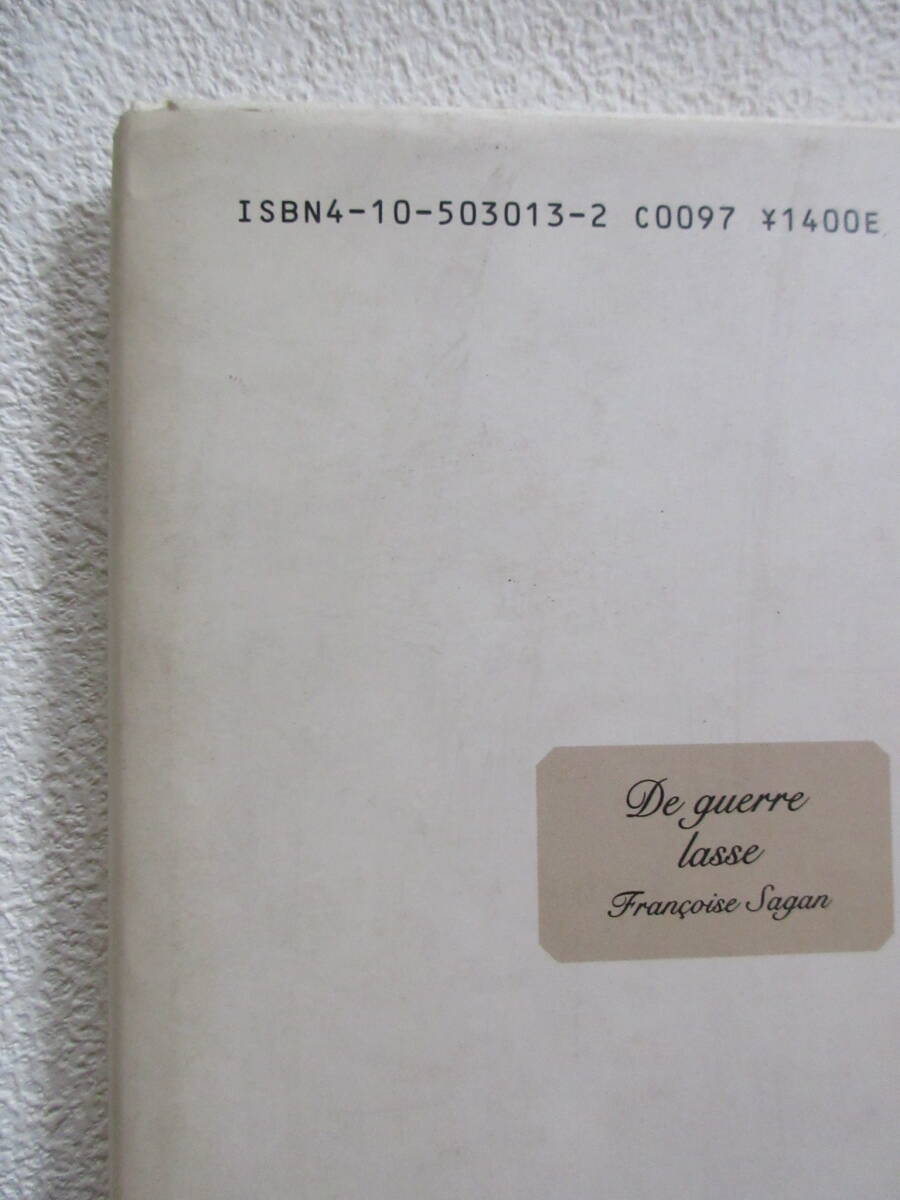 ISBN4-10-503013-2 C0097 ¥1400E
De guerre
lasse
Françoise Sagan